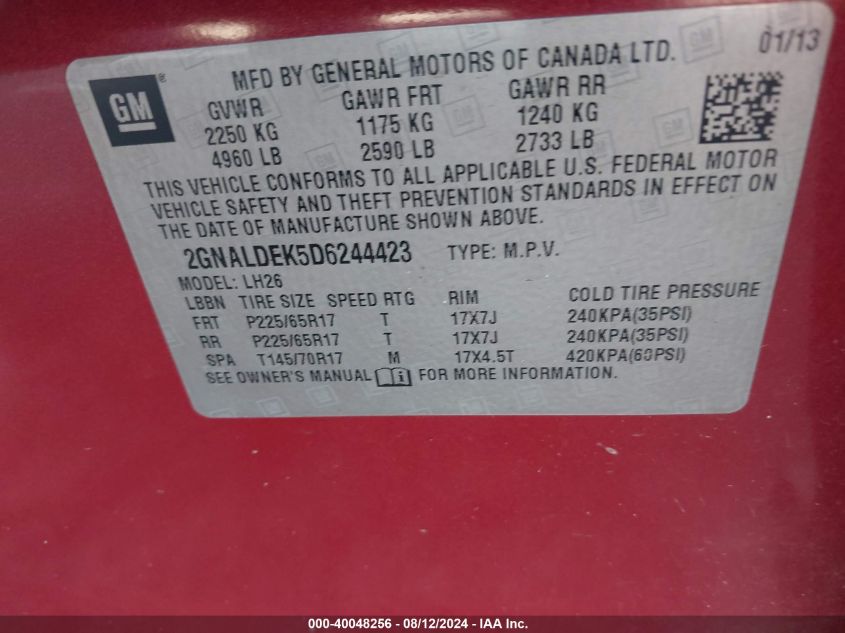 01/13
GM ®
MFD BY GENERAL MOTORS OF CANADA LTD.
GVWR GAWR FRT GAWR RR
2250 KG 1175 KG 1240 KG
4960 LB 2590 LB 2733 LB
THIS VEHICLE CONFORMS TO ALL APPLICABLE U.S. FEDERAL MOTOR
VEHICLE SAFETY AND THEFT PREVENTION STANDARDS IN EFFECT ON
THE DATE OF MANUFACTURE SHOWN ABOVE.
2GNALDEK5D6244423 TYPE: M.P.V.
MODEL: LH26
LBBN TIRE SIZE SPEED RTG RIM COLD TIRE PRESSURE
FRT P225/65R17 T 17X7J 240KPA(35PSI)
RR P225/65R17 T 17X7J 240KPA(35PSI)
SPA T145/70R17 M 17X4.5T 420KPA(60PSI)
SEE OWNER'S MANUAL FOR MORE INFORMATION.
000-40048256 - 08/12/2024 - IAA Inc.